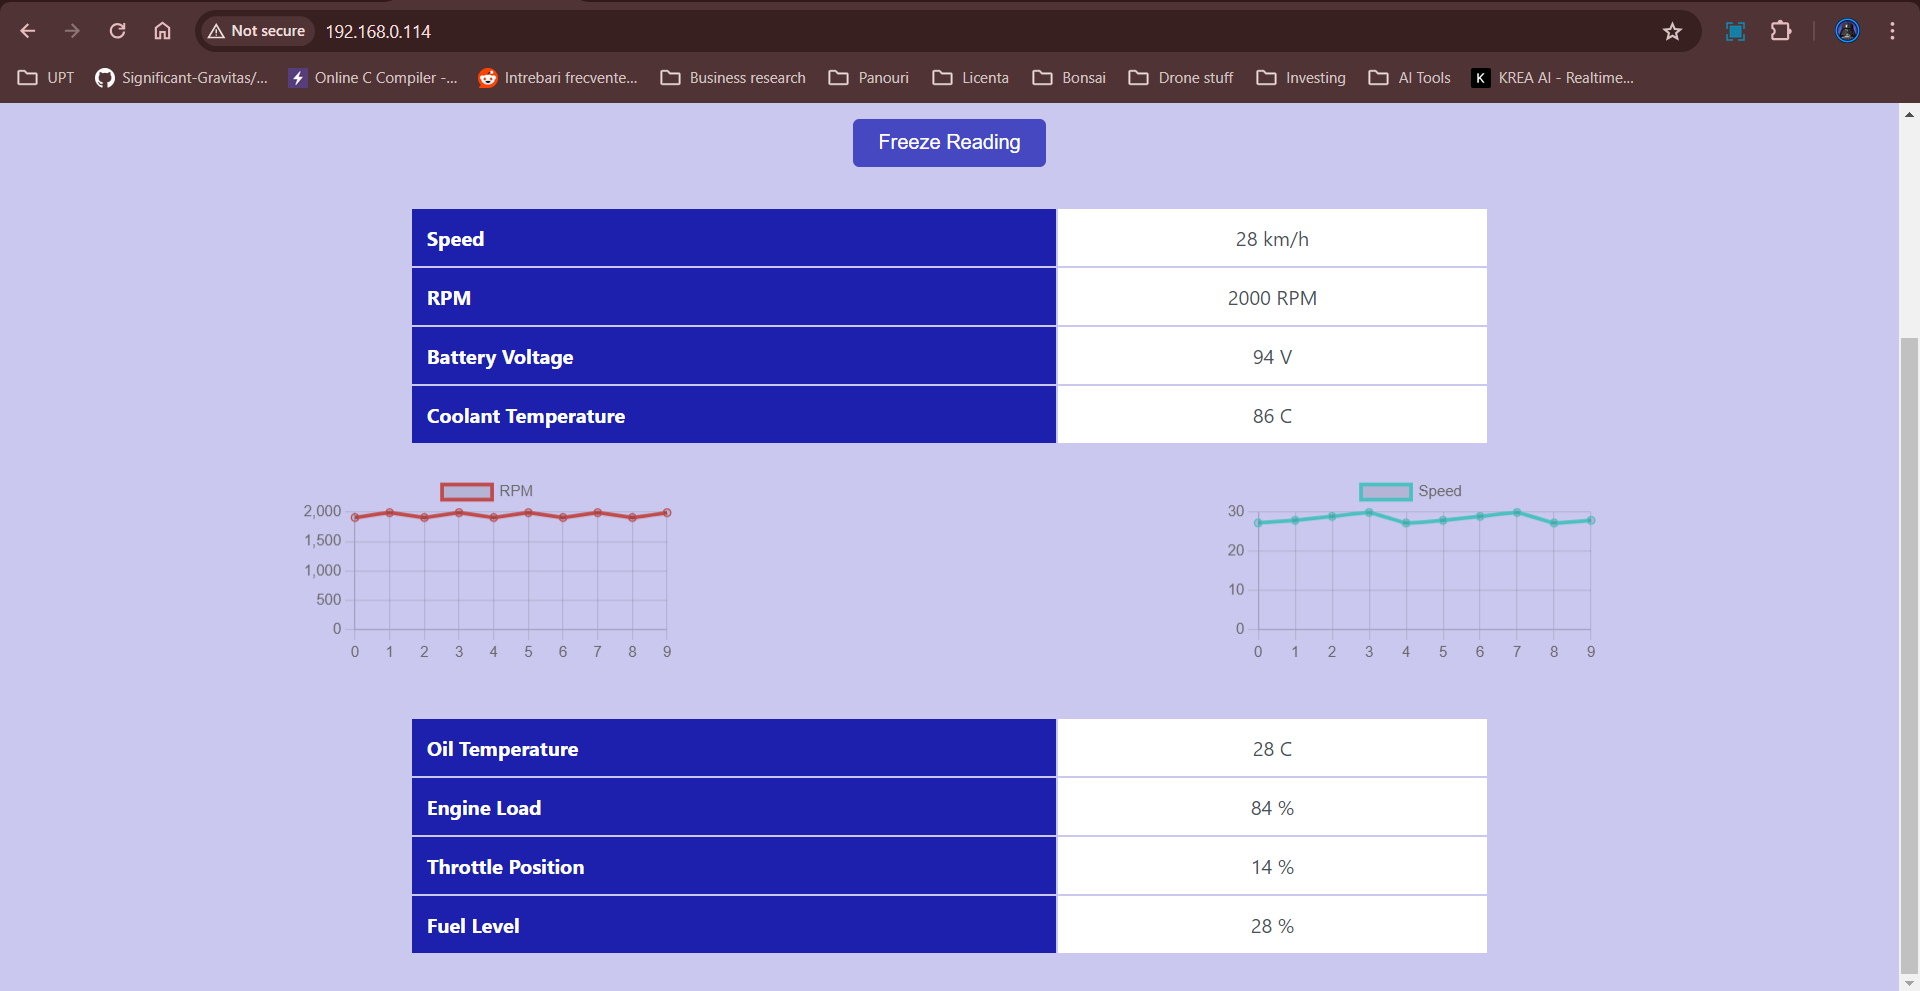 Not secure 192.168.0.114
UPT Significant-Gravitas/... Online C Compiler -... Intrebari frecvente... Business research Panouri Licenta Bonsai Drone stuff Investing AI Tools K KREA AI - Realtime...
Freeze Reading
Speed 28 km/h
RPM 2000 RPM
Battery Voltage 94 V
Coolant Temperature 86 C
RPM
2,000
1,500
1,000
500
0
0 1 2 3 4 5 6 7 8 9
Speed
30
20
10
0
0 1 2 3 4 5 6 7 8 9
Oil Temperature 28 C
Engine Load 84 %
Throttle Position 14 %
Fuel Level 28 %